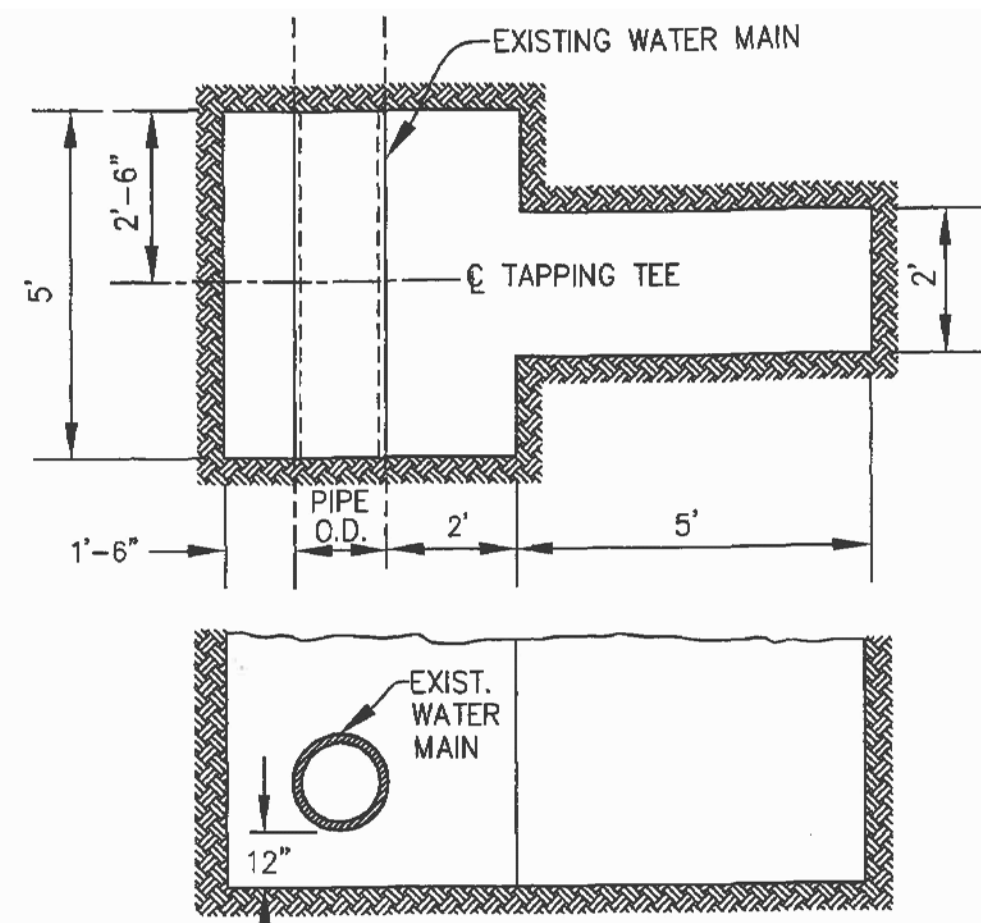 EXISTING WATER MAIN
2'-6"
5'
℄ TAPPING TEE
2'
PIPE
O.D.
1'-6"
2'
5'
EXIST.
WATER
MAIN
12"